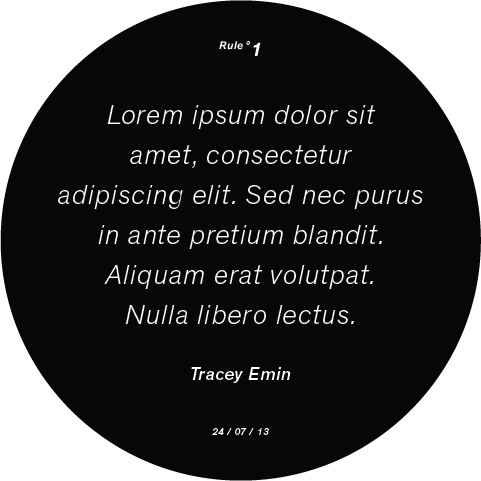 Rule° 1
Lorem ipsum dolor sit
amet, consectetur
adipiscing elit. Sed nec purus
in ante pretium blandit.
Aliquam erat volutpat.
Nulla libero lectus.
Tracey Emin
24 / 07 / 13